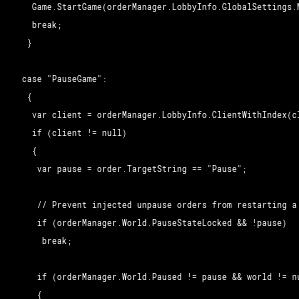 Game.StartGame(orderManager.LobbyInfo.GlobalSettings.
break;
}
case "PauseGame":
{
var client = orderManager.LobbyInfo.ClientWithIndex(
if (client != null)
{
var pause = order.TargetString == "Pause";
// Prevent injected unpause orders from restarting a
if (orderManager.World.PauseStateLocked && !pause)
break;
if (orderManager.World.Paused != pause && world !=
{